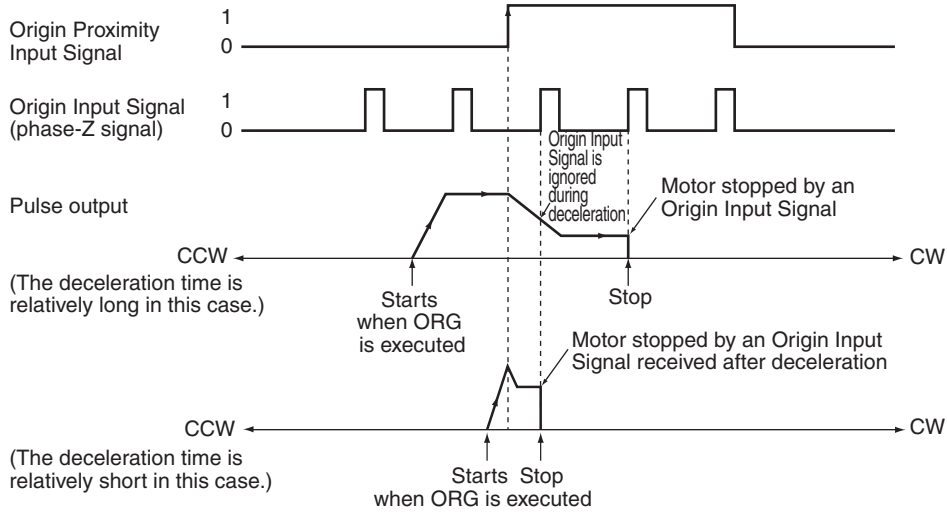 Origin Proximity
Input Signal
1
0
Origin Input Signal
(phase-Z signal)
1
0
Origin Input
Signal is
ignored
during
deceleration
Pulse output
Motor stopped by an
Origin Input Signal
CCW
CW
(The deceleration time is
relatively long in this case.)
Starts
when ORG
is executed
Stop
Motor stopped by an Origin Input
Signal received after deceleration
CCW
CW
(The deceleration time is
relatively short in this case.)
Starts
Stop
when ORG is executed